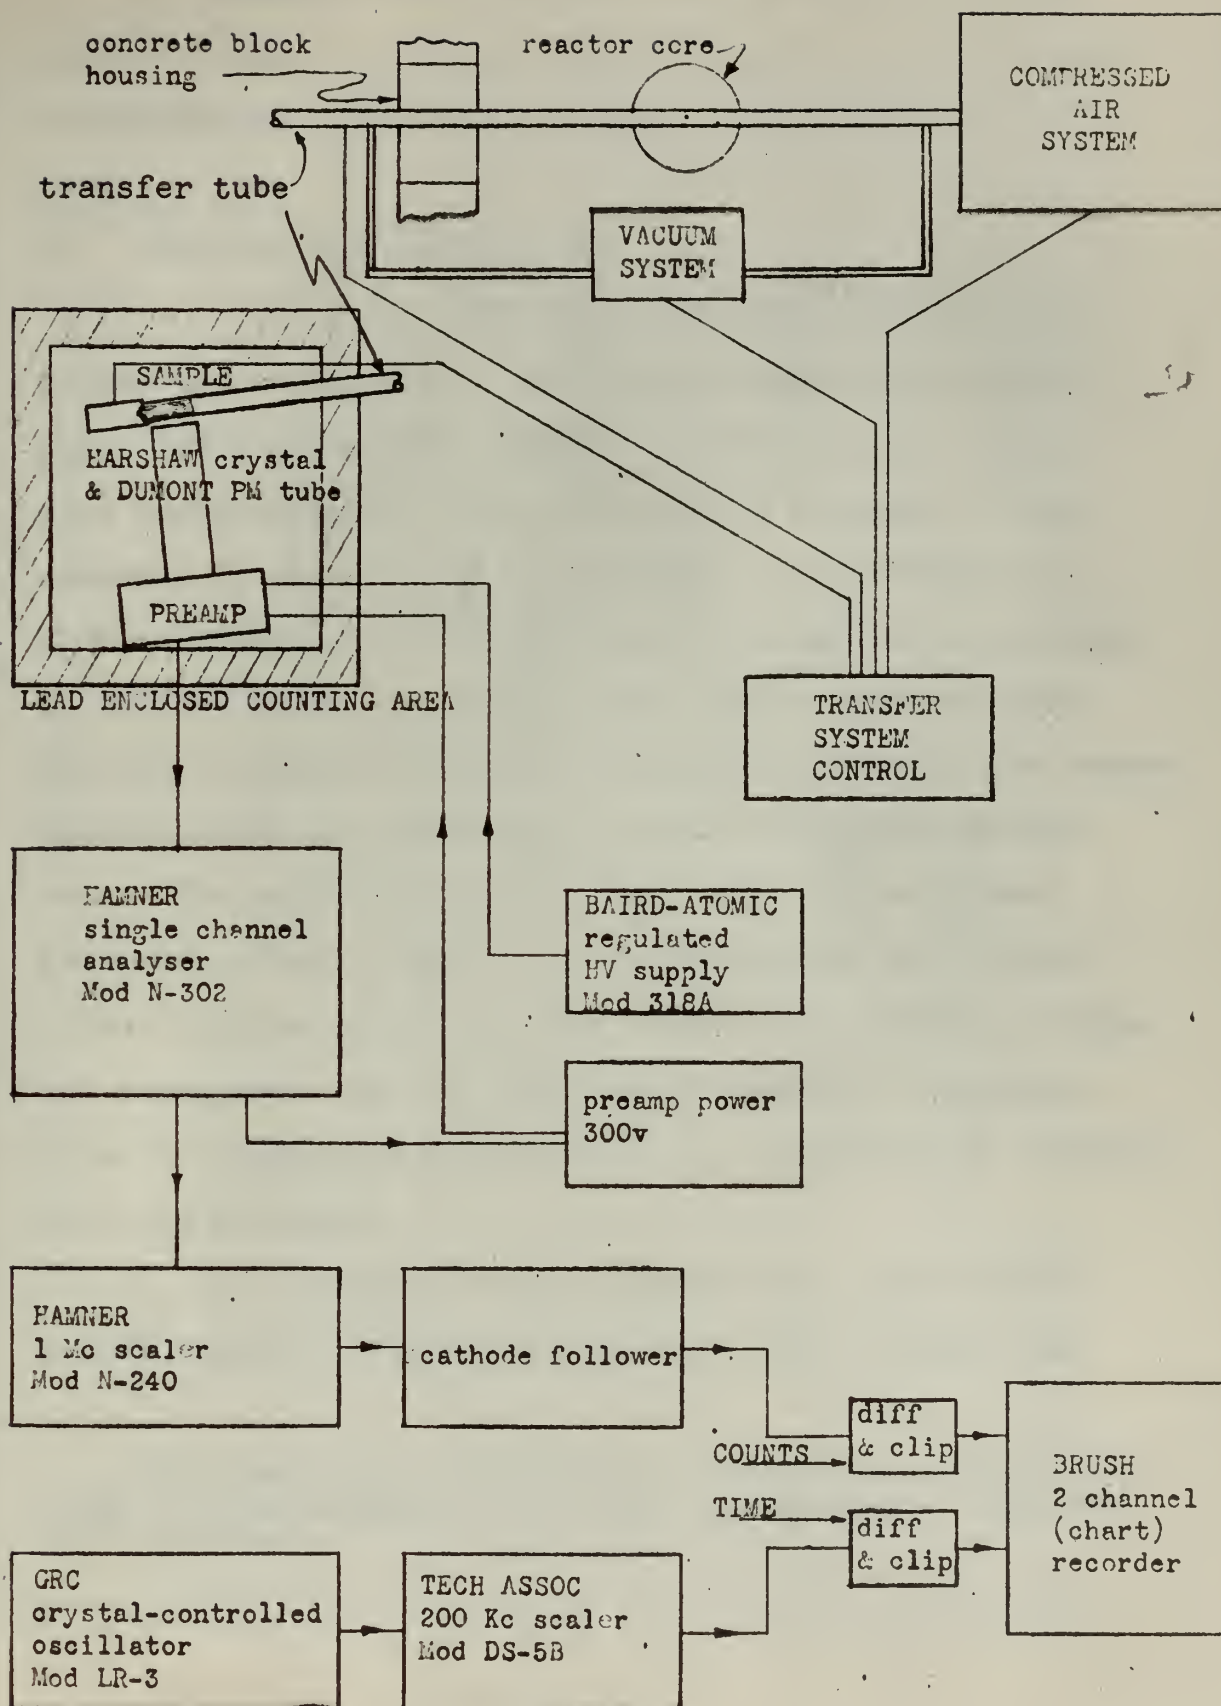 concrete block
housing
reactor core
COMPRESSED
AIR
SYSTEM
transfer tube
VACUUM
SYSTEM
SAMPLE
HARSHAW crystal
& DUMONT PM tube
PREAMP
LEAD ENCLOSED COUNTING AREA
TRANSFER
SYSTEM
CONTROL
HAMNER
single channel
analyser
Mod N-302
BAIRD-ATOMIC
regulated
HV supply
Mod 318A
preamp power
300v
HAMNER
1 Mc scaler
Mod N-240
cathode follower
diff
& clip
COUNTS
TIME
diff
& clip
BRUSH
2 channel
(chart)
recorder
GRC
crystal-controlled
oscillator
Mod LR-3
TECH ASSOC
200 Kc scaler
Mod DS-5B